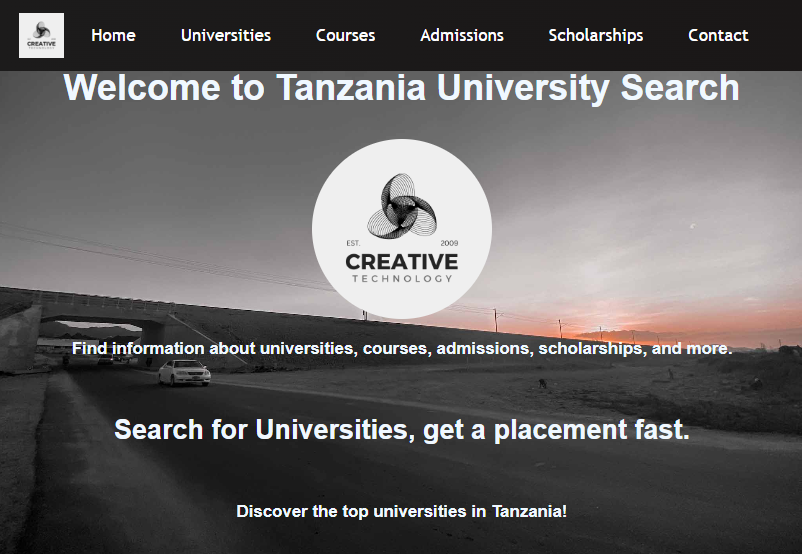 CREATIVE
Home Universities Courses Admissions Scholarships Contact
Welcome to Tanzania University Search
EST. 2009
CREATIVE
TECHNOLOGY
Find information about universities, courses, admissions, scholarships, and more.
Search for Universities, get a placement fast.
Discover the top universities in Tanzania!